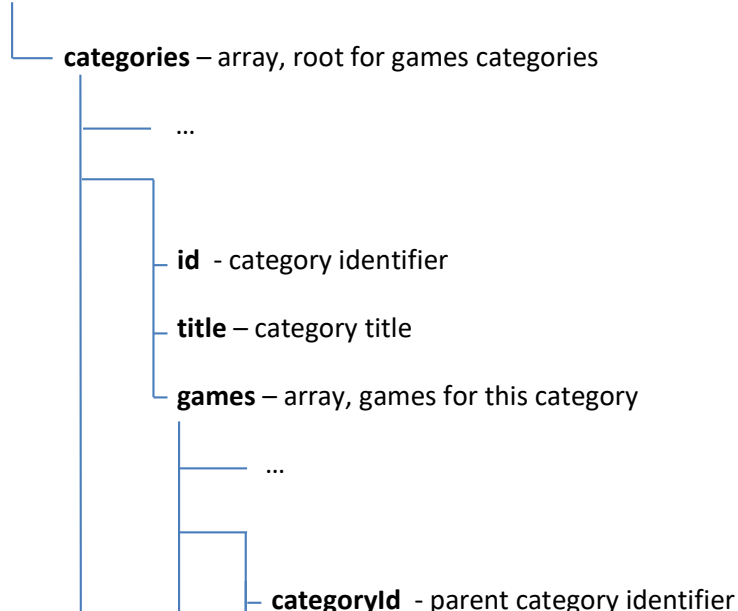 categories – array, root for games categories
...
id - category identifier
title – category title
games – array, games for this category
...
categoryId - parent category identifier